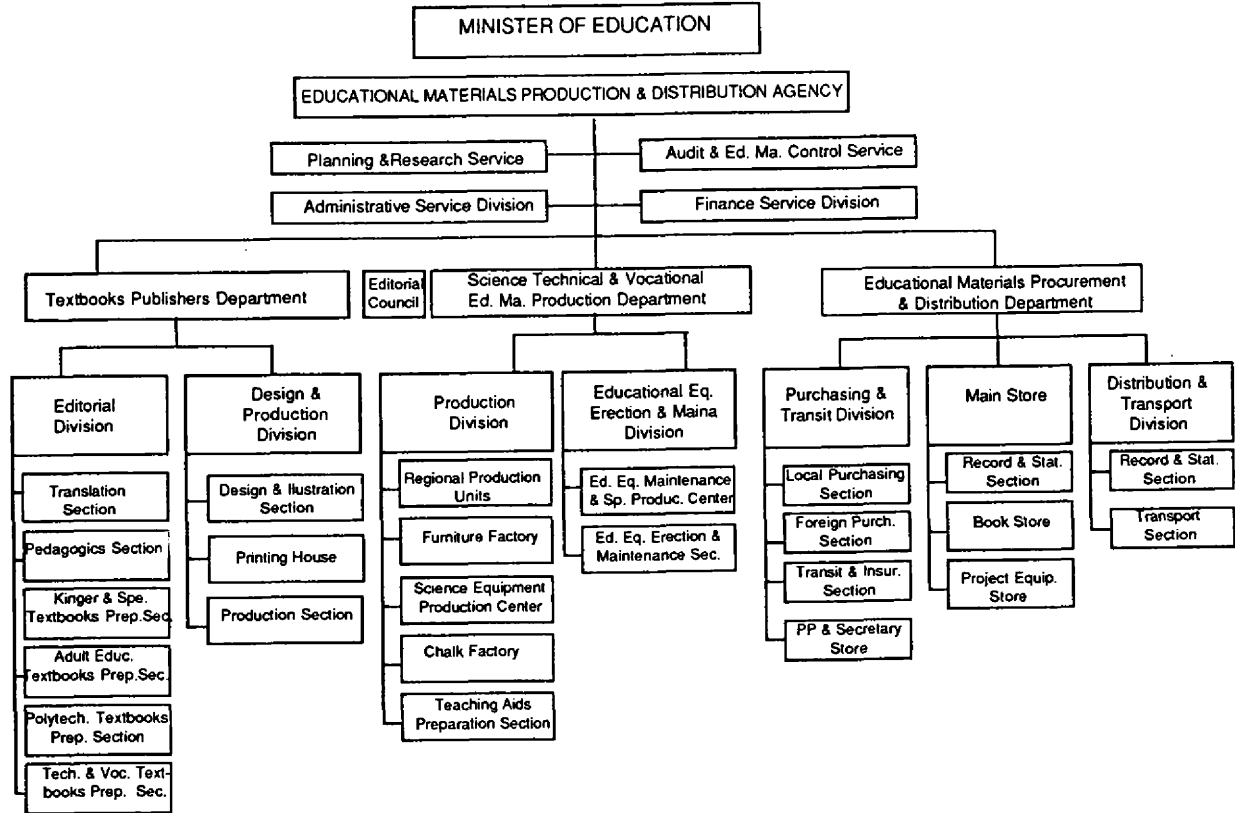 MINISTER OF EDUCATION
EDUCATIONAL MATERIALS PRODUCTION & DISTRIBUTION AGENCY
Planning &Research Service
Audit & Ed. Ma. Control Service
Administrative Service Division
Finance Service Division
Textbooks Publishers Department
Editorial
Council
Science Technical & Vocational
Ed. Ma. Production Department
Educational Materials Procurement
& Distribution Department
Editorial
Division
Translation
Section
Pedagogics Section
Kinger & Spe.
Textbooks Prep.Sec.
Adult Educ.
Textbooks Prep.Sec.
Polytech. Textbooks
Prep. Section
Tech. & Voc. Text-
books Prep. Sec.
Design &
Production
Division
Design & Ilustration
Section
Printing House
Production Section
Production
Division
Regional Production
Units
Furniture Factory
Science Equipment
Production Center
Chalk Factory
Teaching Aids
Preparation Section
Educational Eq.
Erection & Maina
Division
Ed. Eq. Maintenance
& Sp. Produc. Center
Ed. Eq. Erection &
Maintenance Sec.
Purchasing &
Transit Division
Local Purchasing
Section
Foreign Purch.
Section
Transit & Insur.
Section
PP & Secretary
Store
Main Store
Record & Stat.
Section
Book Store
Project Equip.
Store
Distribution &
Transport
Division
Record & Stat.
Section
Transport
Section